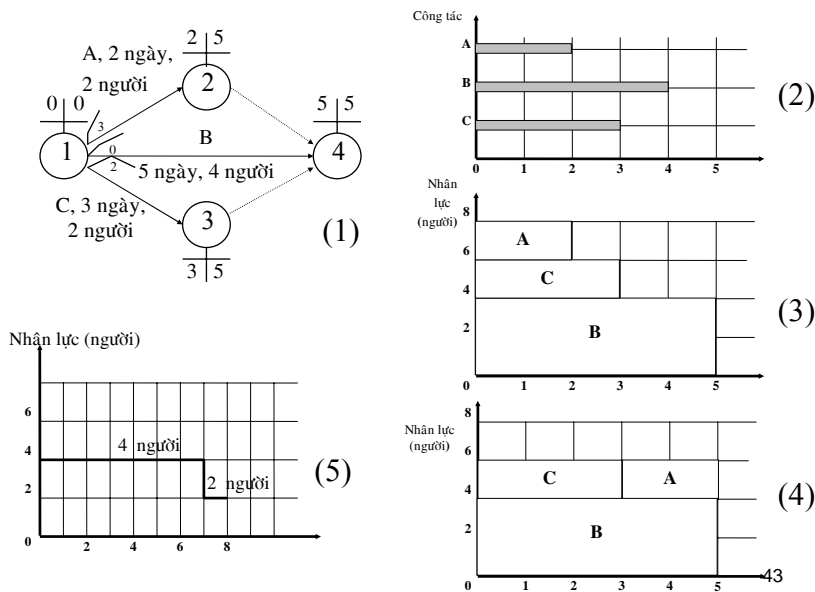 2 5
A, 2 ngày,
2 người
2
0 0
3
1
0
2
B
5 ngày, 4 người
5 5
4
C, 3 ngày,
2 người
3
3 5
(1)
Công tác
A
B
C
0 1 2 3 4 5
(2)
Nhân
lực
(người)
8
6
4
2
A
C
B
0 1 2 3 4 5
(3)
Nhân lực (người)
6
4
2
0 2 4 6 8
4 người
2 người
(5)
Nhân lực
(người)
8
6
4
2
C A
B
0 1 2 3 4 5
(4)
43